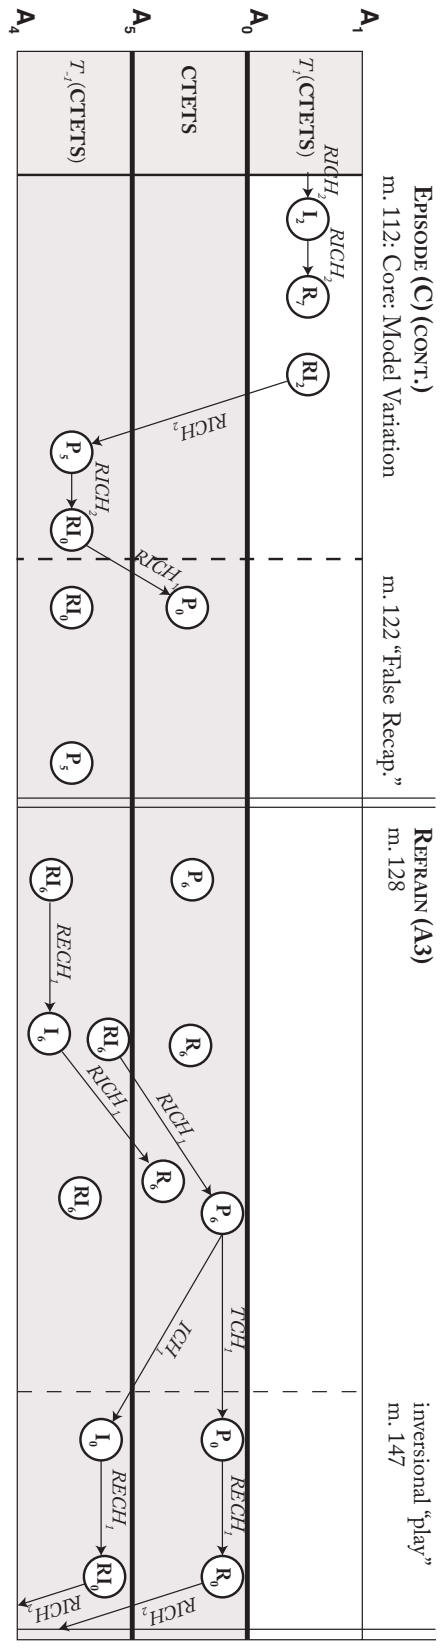 EPISODE (C) (CONT.)
m. 112: Core: Model Variation
m. 122 “False Recap.”
REFRAIN (A3)
m. 128
inversional “play”
m. 147
A1
A0
A5
A4
T1(CTETS)
CTETS
T-1(CTETS)
RICH2
I2
RICH2
R7
RI2
RICH2
P5
RICH2
RI0
RICH1
P0
RI0
P5
P6
RI6
RECH1
I6
R6
RI6
RICH1
RICH1
R6
P6
RI6
TCH1
ICH1
P0
RECH1
R0
RICH2
I0
RECH1
RI0
RICH2